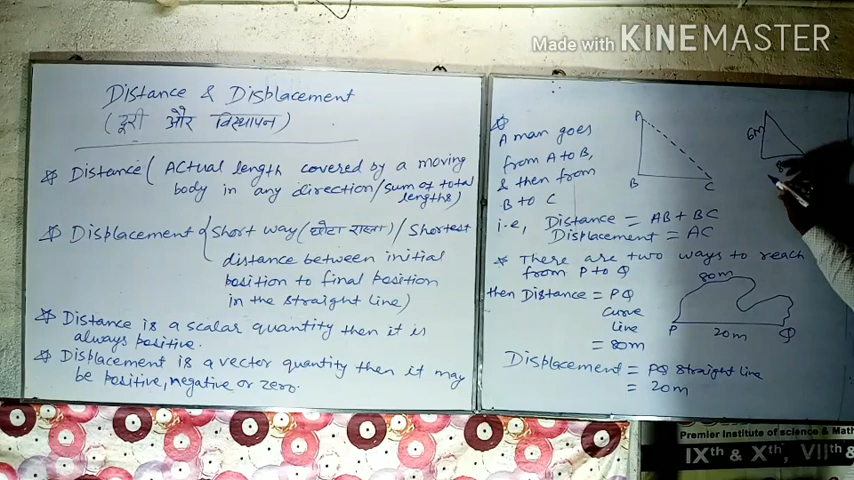 Made with KINEMASTER
Distance & Displacement
(दूरी और विस्थापन)
Distance (Actual length covered by a moving
body in any direction/sum of total
lengths)
Displacement { Short way (छोटा रास्ता) / Shortest
distance between initial
position to final position
in the straight line)
Distance is a scalar quantity then it is
always positive.
Displacement is a vector quantity then it may
be positive, negative or zero.
A man goes
from A to B,
& then from
B to C
i.e, Distance = AB + BC
Displacement = AC
A
B
C
6m
8
There are two ways to reach
from P to Q
then Distance = PQ
Curve
line
= 80m
80m
P
20m
Q
Displacement = PQ straight line
= 20m
Premier Institute of science & Mat
IXth & Xth, VIIth &